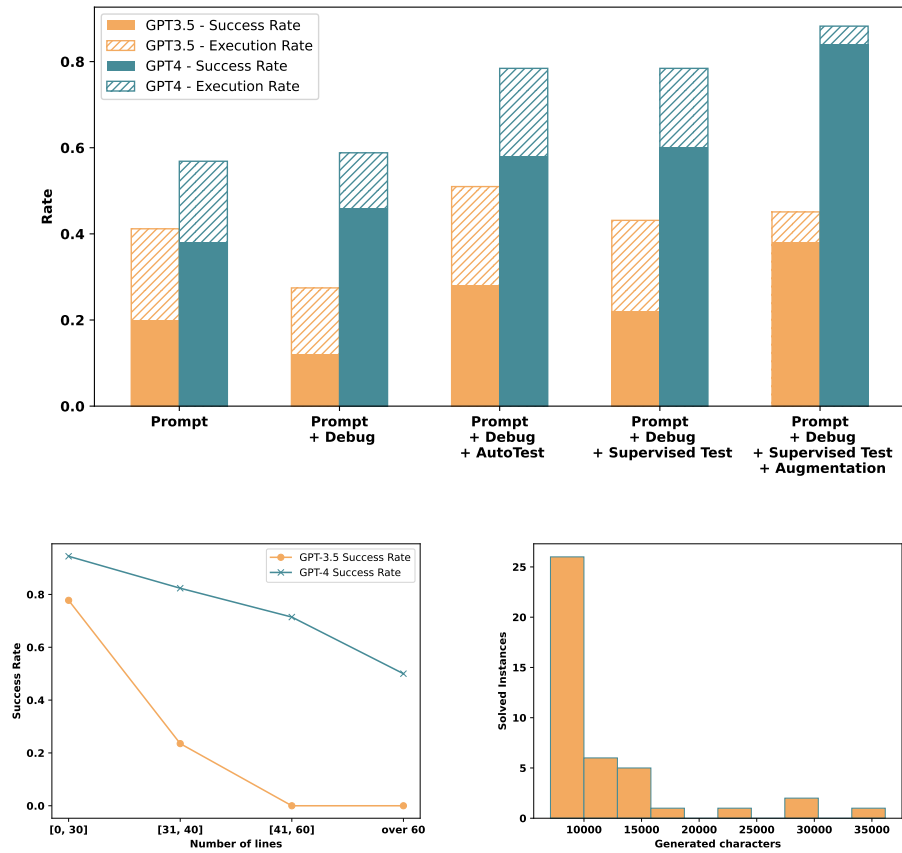 GPT3.5 - Success Rate
GPT3.5 - Execution Rate
GPT4 - Success Rate
GPT4 - Execution Rate
Rate
0.8
0.6
0.4
0.2
0.0
Prompt
Prompt
+ Debug
Prompt
+ Debug
+ AutoTest
Prompt
+ Debug
+ Supervised Test
Prompt
+ Debug
+ Supervised Test
+ Augmentation
GPT-3.5 Success Rate
GPT-4 Success Rate
Success Rate
0.8
0.6
0.4
0.2
0.0
[0, 30]
[31, 40]
[41, 60]
over 60
Number of lines
Solved Instances
25
20
15
10
5
0
10000
15000
20000
25000
30000
35000
Generated characters